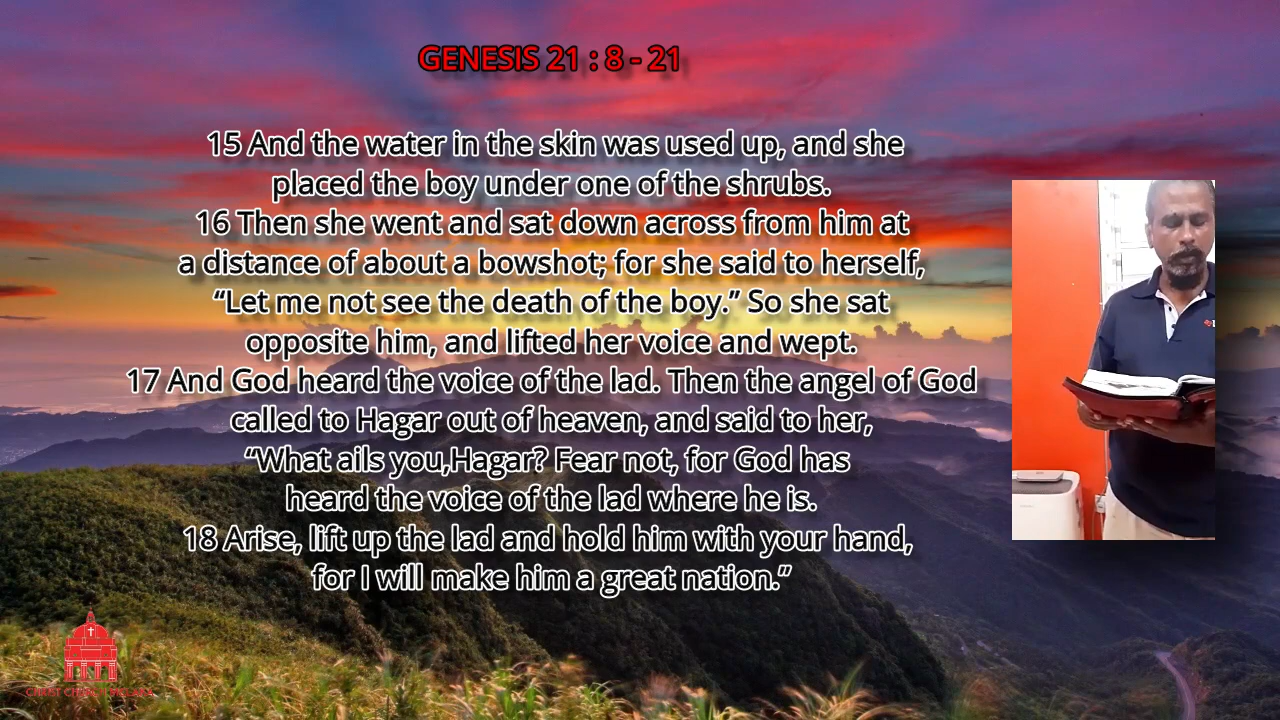 GENESIS 21 : 8 - 21
15 And the water in the skin was used up, and she
placed the boy under one of the shrubs.
16 Then she went and sat down across from him at
a distance of about a bowshot; for she said to herself,
“Let me not see the death of the boy.” So she sat
opposite him, and lifted her voice and wept.
17 And God heard the voice of the lad. Then the angel of God
called to Hagar out of heaven, and said to her,
“What ails you,Hagar? Fear not, for God has
heard the voice of the lad where he is.
18 Arise, lift up the lad and hold him with your hand,
for I will make him a great nation.”
CHRIST CHURCH MELAKA